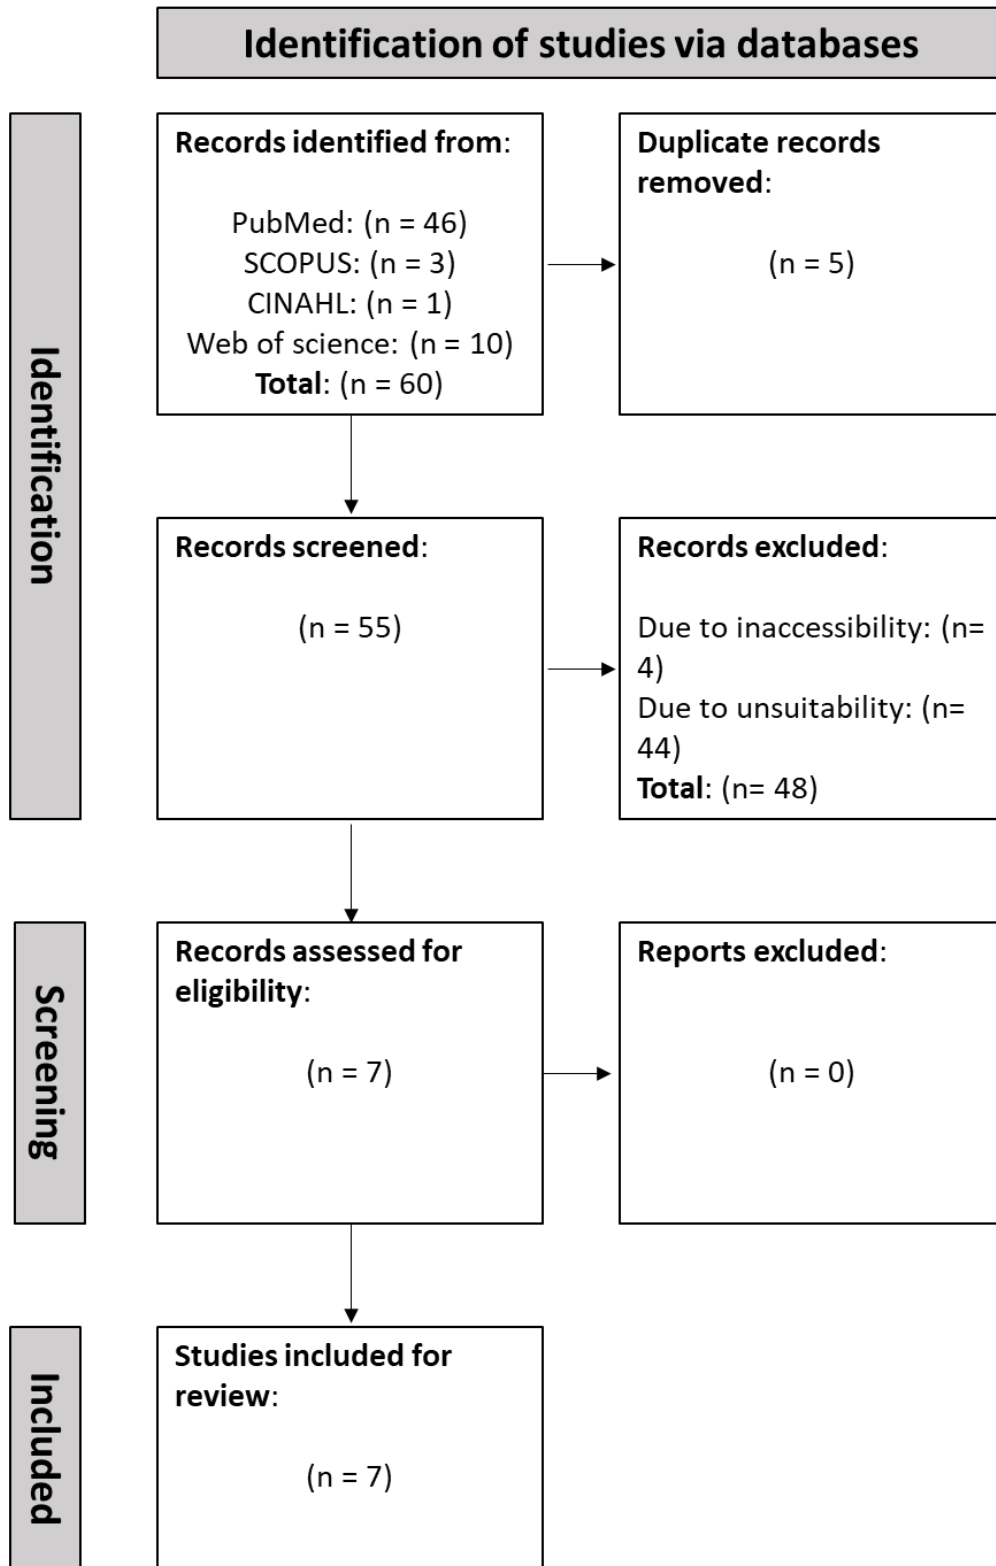 Identification of studies via databases
Identification
Records identified from:
PubMed: (n = 46)
SCOPUS: (n = 3)
CINAHL: (n = 1)
Web of science: (n = 10)
Total: (n = 60)
Duplicate records
removed:
(n = 5)
Records screened:
(n = 55)
Records excluded:
Due to inaccessibility: (n=
4)
Due to unsuitability: (n=
44)
Total: (n= 48)
Screening
Records assessed for
eligibility:
(n = 7)
Reports excluded:
(n = 0)
Included
Studies included for
review:
(n = 7)